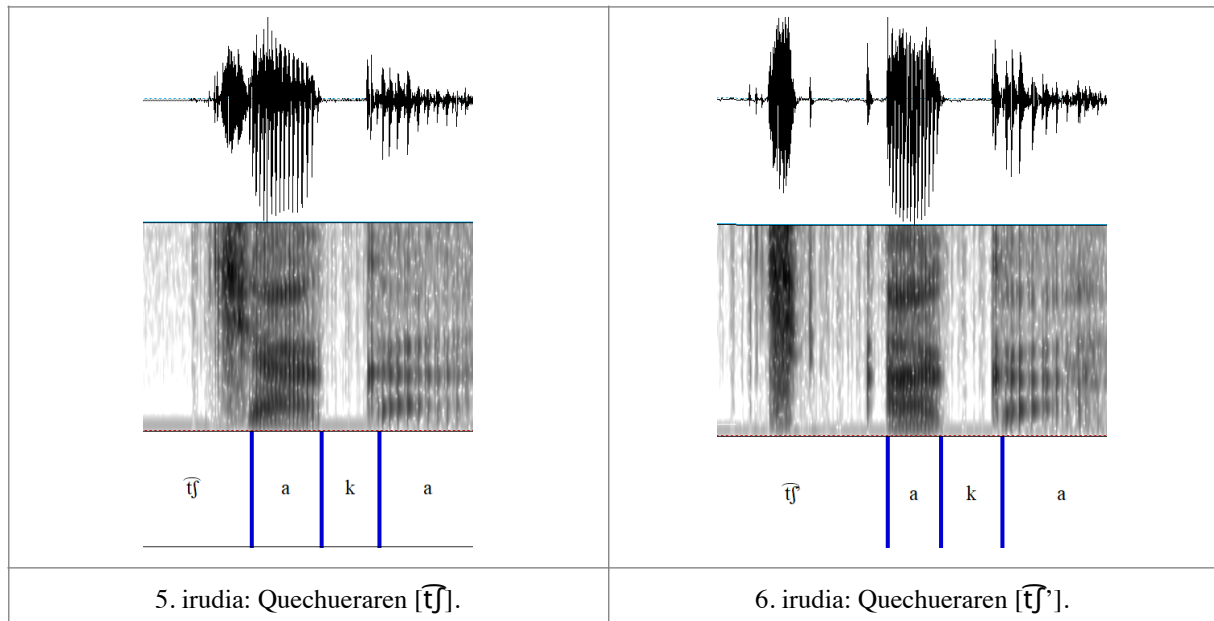 t͡ʃ a k a
t͡ʃ’ a k a
5. irudia: Quechueraren [t͡ʃ].
6. irudia: Quechueraren [t͡ʃ’].